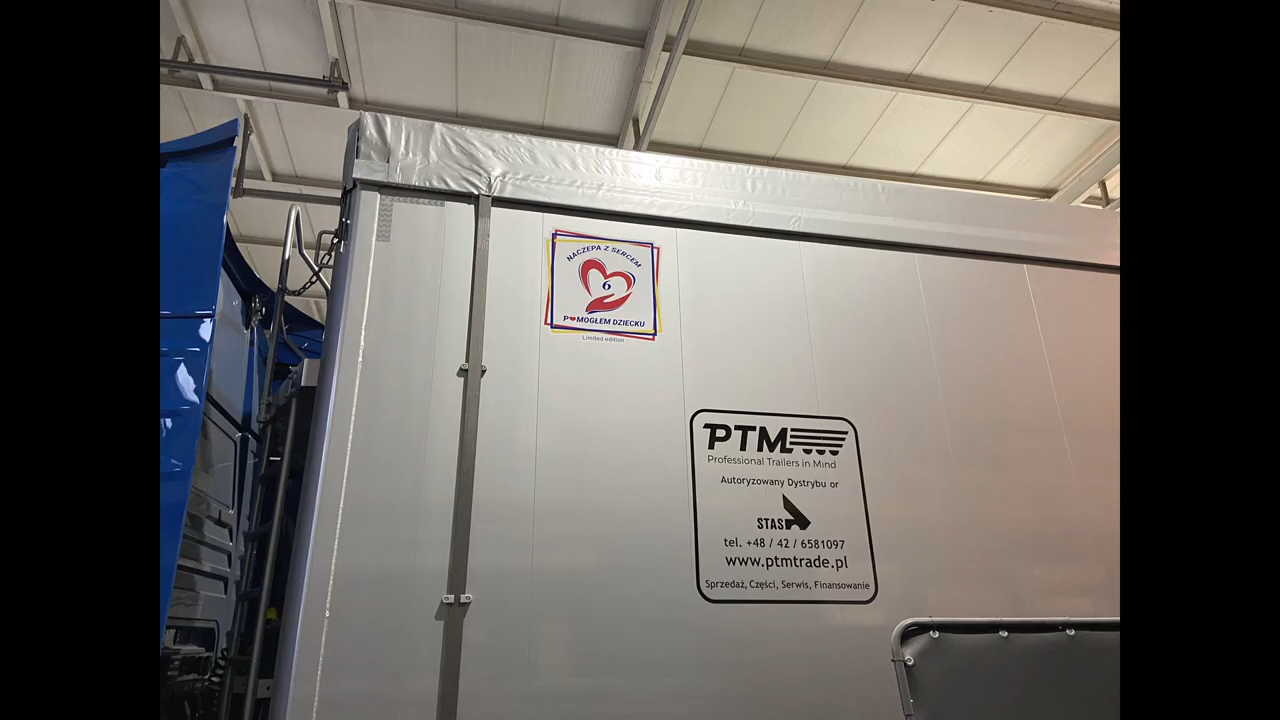 NACZEPA Z SERCEM
6
P❤MOGŁEM DZIECKU
Limited edition
PTM
Professional Trailers in Mind
Autoryzowany Dystrybu or
STAS
tel. +48 / 42 / 6581097
www.ptmtrade.pl
Sprzedaż, Części, Serwis, Finansowanie